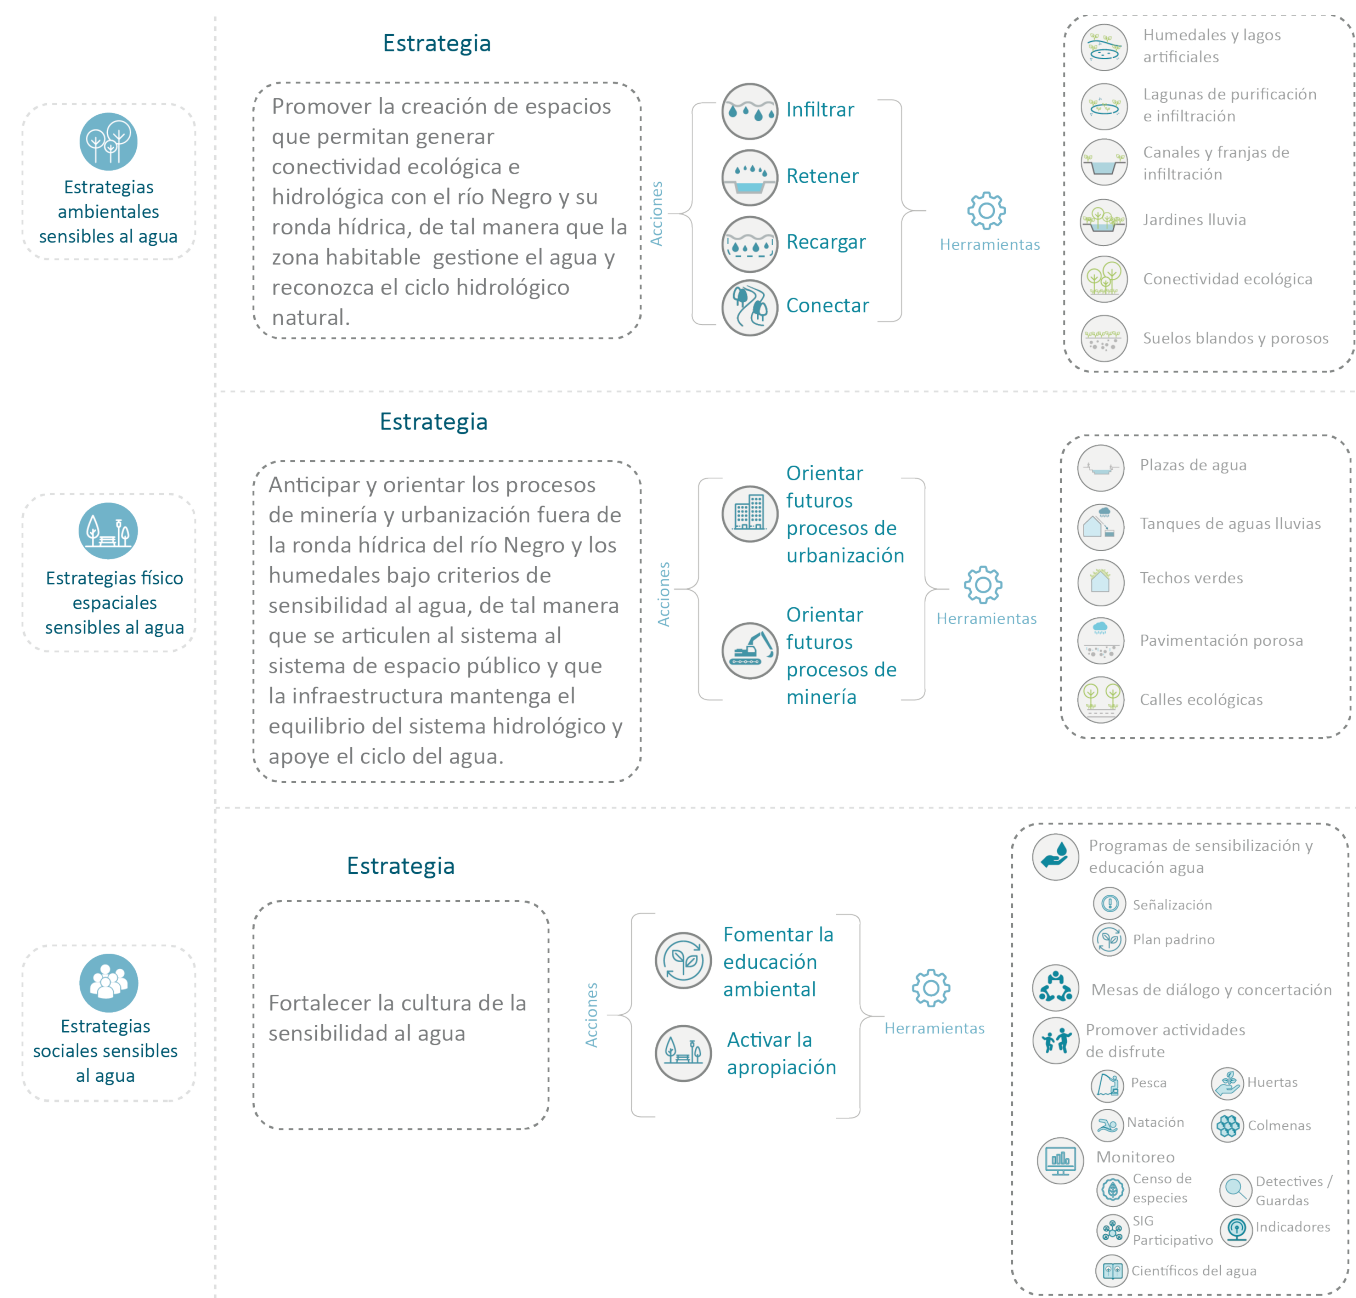 Estrategias
ambientales
sensibles al agua
Estrategia
Promover la creación de espacios
que permitan generar
conectividad ecológica e
hidrológica con el río Negro y su
ronda hídrica, de tal manera que la
zona habitable gestione el agua y
reconozca el ciclo hidrológico
natural.
Acciones
Infiltrar
Retener
Recargar
Conectar
Herramientas
Humedales y lagos
artificiales
Lagunas de purificación
e infiltración
Canales y franjas de
infiltración
Jardines lluvia
Conectividad ecológica
Suelos blandos y porosos
Estrategias físico
espaciales
sensibles al agua
Estrategia
Anticipar y orientar los procesos
de minería y urbanización fuera de
la ronda hídrica del río Negro y los
humedales bajo criterios de
sensibilidad al agua, de tal manera
que se articulen al sistema al
sistema de espacio público y que
la infraestructura mantenga el
equilibrio del sistema hidrológico y
apoye el ciclo del agua.
Acciones
Orientar
futuros
procesos de
urbanización
Orientar
futuros
procesos de
minería
Herramientas
Plazas de agua
Tanques de aguas lluvias
Techos verdes
Pavimentación porosa
Calles ecológicas
Estrategias
sociales sensibles
al agua
Estrategia
Fortalecer la cultura de la
sensibilidad al agua
Acciones
Fomentar la
educación
ambiental
Activar la
apropiación
Herramientas
Programas de sensibilización y
educación agua
Señalización
Plan padrino
Mesas de diálogo y concertación
Promover actividades
de disfrute
Pesca
Huertas
Natación
Colmenas
Monitoreo
Censo de
especies
Detectives /
Guardas
SIG
Participativo
Indicadores
Científicos del agua